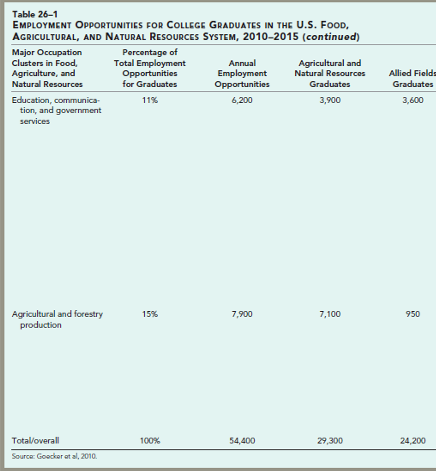 Table 26–1
EMPLOYMENT OPPORTUNITIES FOR COLLEGE GRADUATES IN THE U.S. FOOD,
AGRICULTURAL, AND NATURAL RESOURCES SYSTEM, 2010–2015 (continued)
Major Occupation Percentage of
Clusters in Food, Total Employment Annual Agricultural and
Agriculture, and Opportunities Employment Natural Resources Allied Fields
Natural Resources for Graduates Opportunities Graduates Graduates
Education, communica- 11% 6,200 3,900 3,600
tion, and government
services
Agricultural and forestry 15% 7,900 7,100 950
production
Total/overall 100% 54,400 29,300 24,200
Source: Goecker et al, 2010.